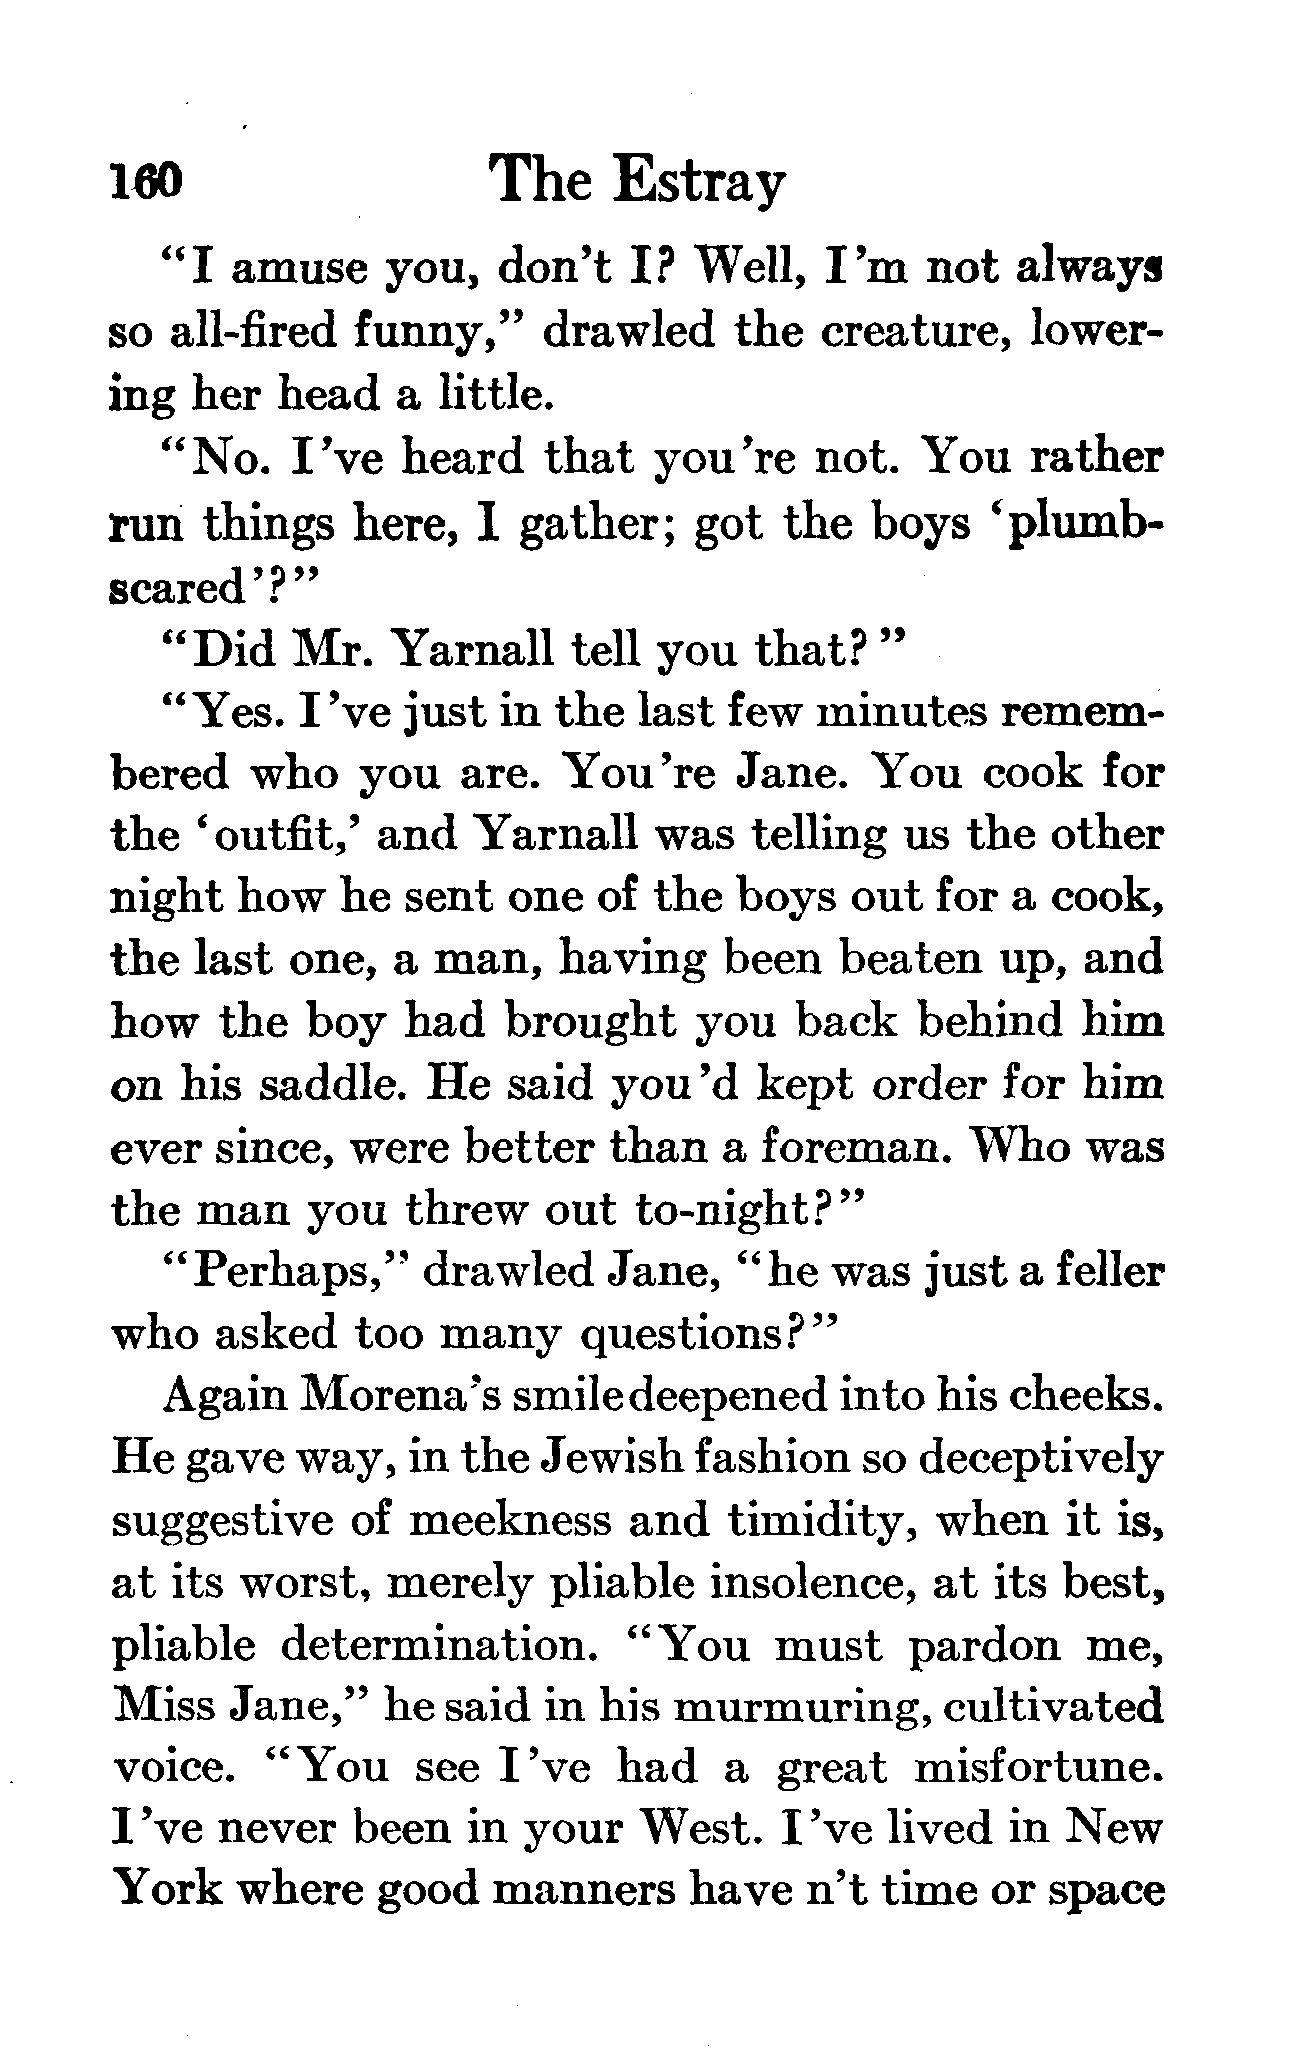 160 The Estray
“I amuse you, don’t I? Well, I’m not always
so all-fired funny,” drawled the creature, lower-
ing her head a little.
“No. I’ve heard that you’re not. You rather
run things here, I gather; got the boys ‘plumb-
scared’?”
“Did Mr. Yarnall tell you that?”
“Yes. I’ve just in the last few minutes remem-
bered who you are. You’re Jane. You cook for
the ‘outfit,’ and Yarnall was telling us the other
night how he sent one of the boys out for a cook,
the last one, a man, having been beaten up, and
how the boy had brought you back behind him
on his saddle. He said you’d kept order for him
ever since, were better than a foreman. Who was
the man you threw out to-night?”
“Perhaps,” drawled Jane, “he was just a feller
who asked too many questions?”
Again Morena’s smile deepened into his cheeks.
He gave way, in the Jewish fashion so deceptively
suggestive of meekness and timidity, when it is,
at its worst, merely pliable insolence, at its best,
pliable determination. “You must pardon me,
Miss Jane,” he said in his murmuring, cultivated
voice. “You see I’ve had a great misfortune.
I’ve never been in your West. I’ve lived in New
York where good manners have n’t time or space